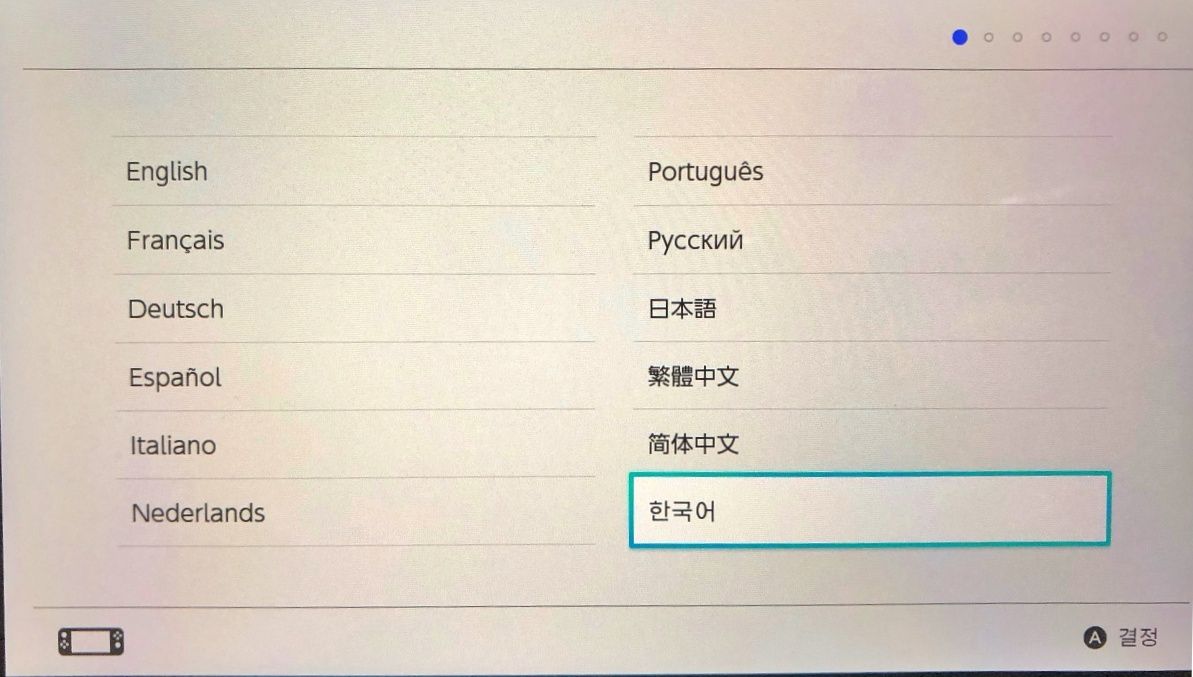 English
Français
Deutsch
Español
Italiano
Nederlands
Português
Русский
日本語
繁體中文
简体中文
한국어
A 결정